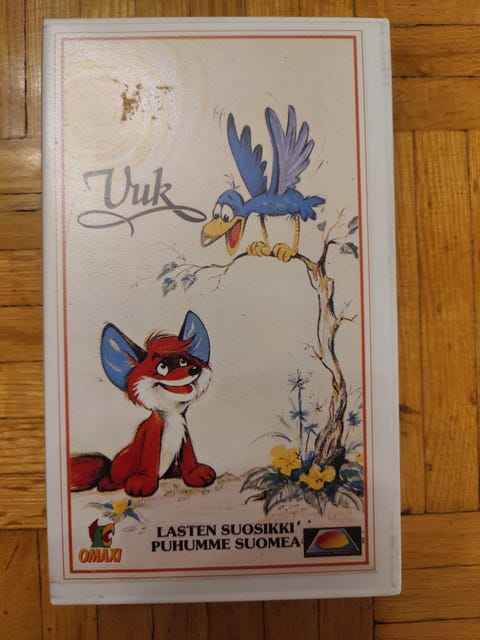 Vuk
LASTEN SUOSIKKI
PUHUMME SUOMEA
OMAXI